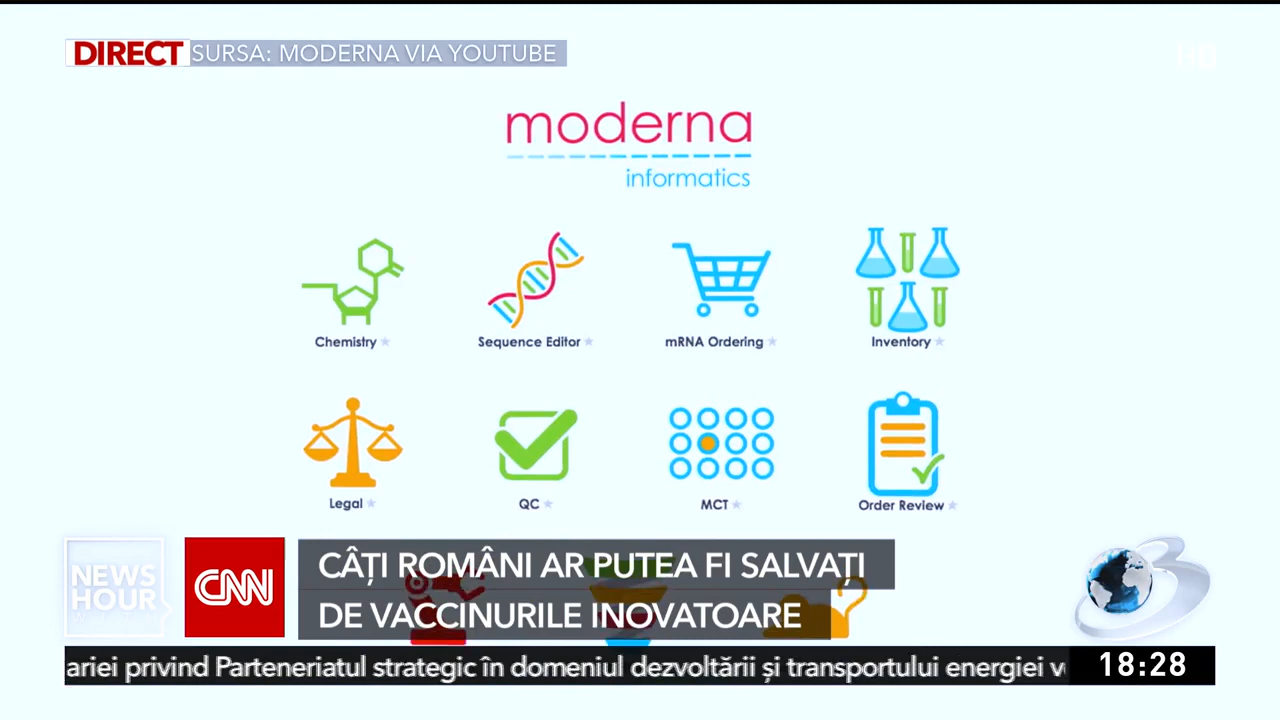 DIRECT SURSA: MODERNA VIA YOUTUBE
HD
moderna
informatics
Chemistry Sequence Editor mRNA Ordering Inventory
Legal QC MCT Order Review
NEWS
HOUR
CNN
CÂȚI ROMÂNI AR PUTEA FI SALVAȚI
DE VACCINURILE INOVATOARE
3
ariei privind Parteneriatul strategic în domeniul dezvoltării și transportului energiei v
18:28